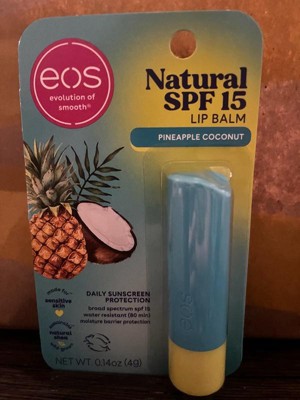 eos
evolution of
smooth®
Natural
SPF 15
LIP BALM
PINEAPPLE COCONUT
DAILY SUNSCREEN
PROTECTION
broad spectrum spf 15
water resistant (80 min)
moisture barrier protection
made for
sensitive
skin
natural
NET WT. 0.14oz (4g)
eos